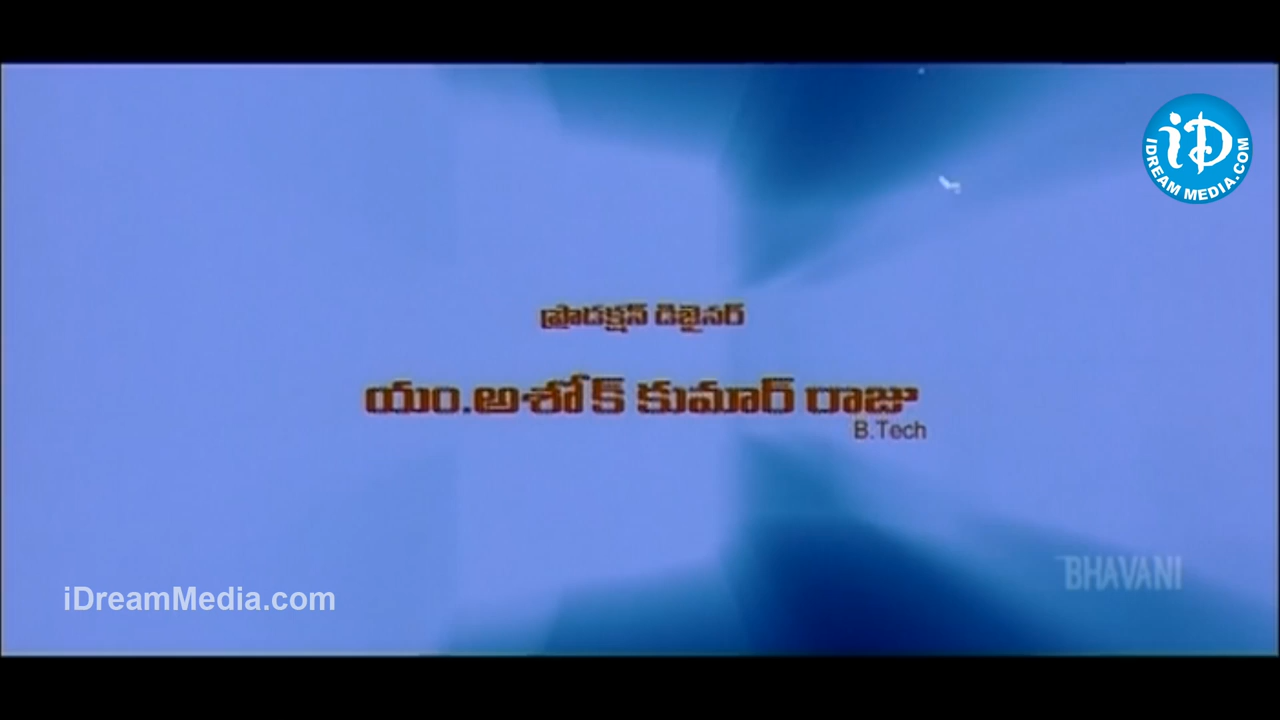 iD
IDREAM MEDIA.COM
ప్రొడక్షన్ డిజైనర్
యం.అశోక్ కుమార్ రాజు
B.Tech
BHAVANI
iDreamMedia.com